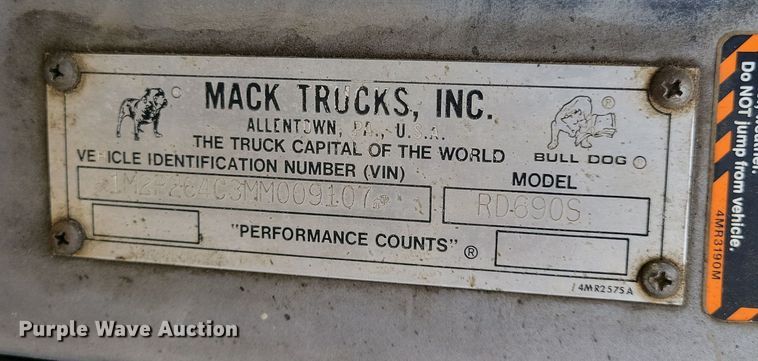 MACK TRUCKS, INC.
ALLENTOWN, PA., U.S.A.
THE TRUCK CAPITAL OF THE WORLD
BULL DOG
VEHICLE IDENTIFICATION NUMBER (VIN)
MODEL
RD690S
"PERFORMANCE COUNTS" ®
4MR257SA
Do NOT jump from vehicle.
4MR3190M
Purple Wave Auction